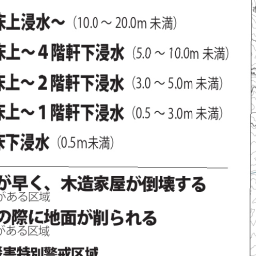 床上浸水～（10.0 ～ 20.0m 未満）
床上～４階軒下浸水（5.0 ～ 10.0m 未満）
床上～２階軒下浸水（3.0 ～ 5.0m 未満）
床上～１階軒下浸水（0.5 ～ 3.0m 未満）
床下浸水（0.5m未満）
が早く、木造家屋が倒壊する
がある区域
の際に地面が削られる
がある区域
災害特別警戒区域